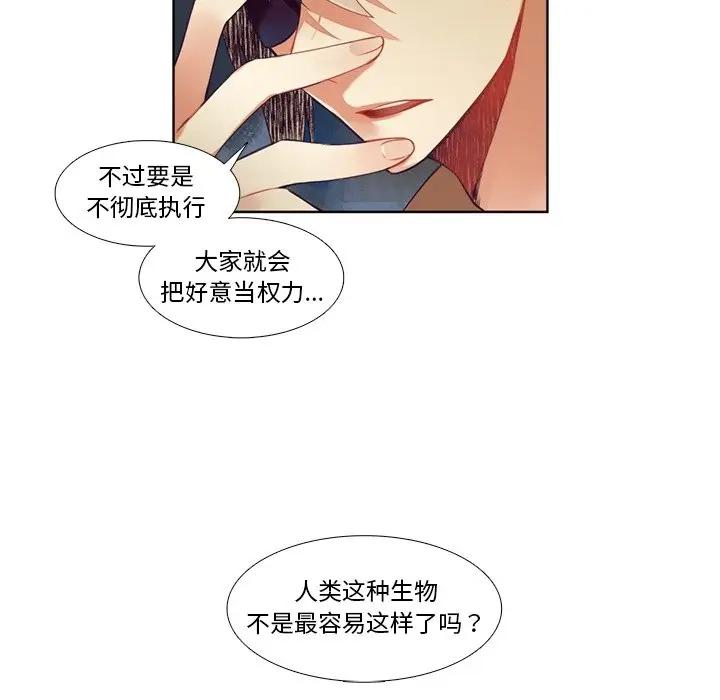 不过要是
不彻底执行
大家就会
把好意当权力...
人类这种生物
不是最容易这样了吗？